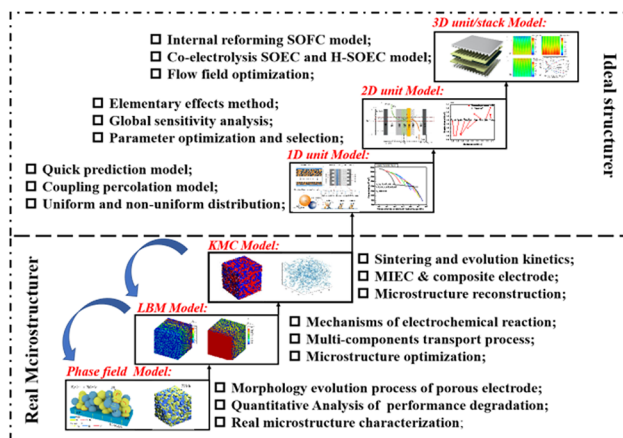 3D unit/stack Model:
Internal reforming SOFC model;
Co-electrolysis SOEC and H-SOEC model;
Flow field optimization;
Ideal structurer
2D unit Model:
Elementary effects method;
Global sensitivity analysis;
Parameter optimization and selection;
1D unit Model:
Quick prediction model;
Coupling percolation model;
Uniform and non-uniform distribution;
KMC Model:
Sintering and evolution kinetics;
MIEC & composite electrode;
Microstructure reconstruction;
LBM Model:
Mechanisms of electrochemical reaction;
Multi-components transport process;
Microstructure optimization;
Real Mcirostructurer
Phase field Model:
Morphology evolution process of porous electrode;
Quantitative Analysis of performance degradation;
Real microstructure characterization;